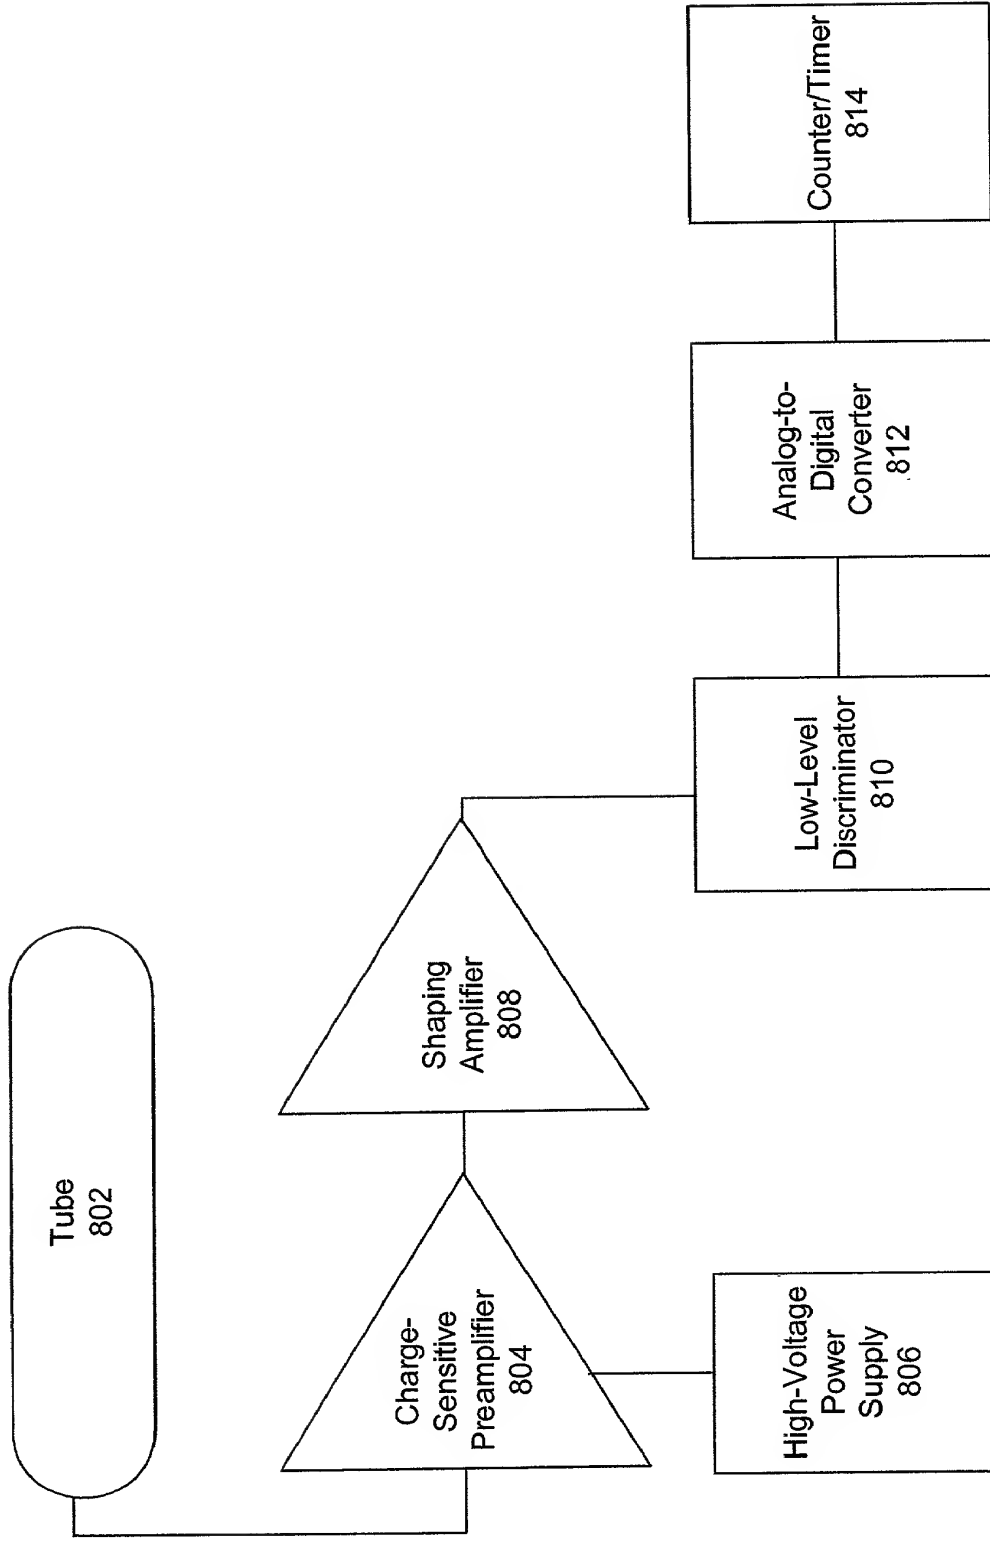 Tube
802
Charge-
Sensitive
Preamplifier
804
High-Voltage
Power
Supply
806
Shaping
Amplifier
808
Low-Level
Discriminator
810
Analog-to-
Digital
Converter
812
Counter/Timer
814